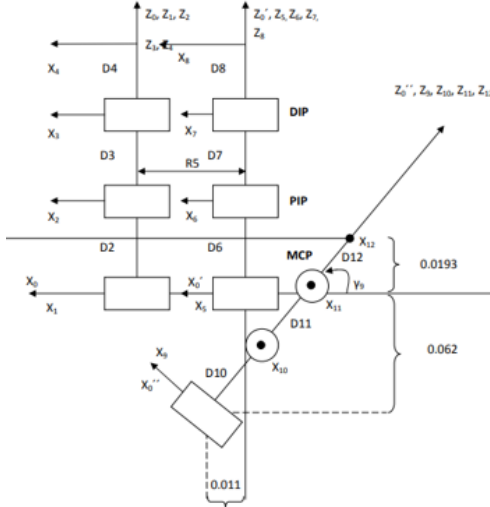 Z₀, Z₁, Z₂
Z₀´, Z₅, Z₆, Z₇,
Z₈
Z₃, Z₄
X₈
X₄
D4
D8
Z₀´´, Z₉, Z₁₀, Z₁₁, Z₁
DIP
X₃
X₇
D3
D7
R5
PIP
X₂
X₆
D2
D6
MCP
X₁₂
D12
0.0193
X₀
X₀´
γ₉
X₁
X₅
X₁₁
D11
0.062
X₉
X₁₀
D10
X₀´´
0.011